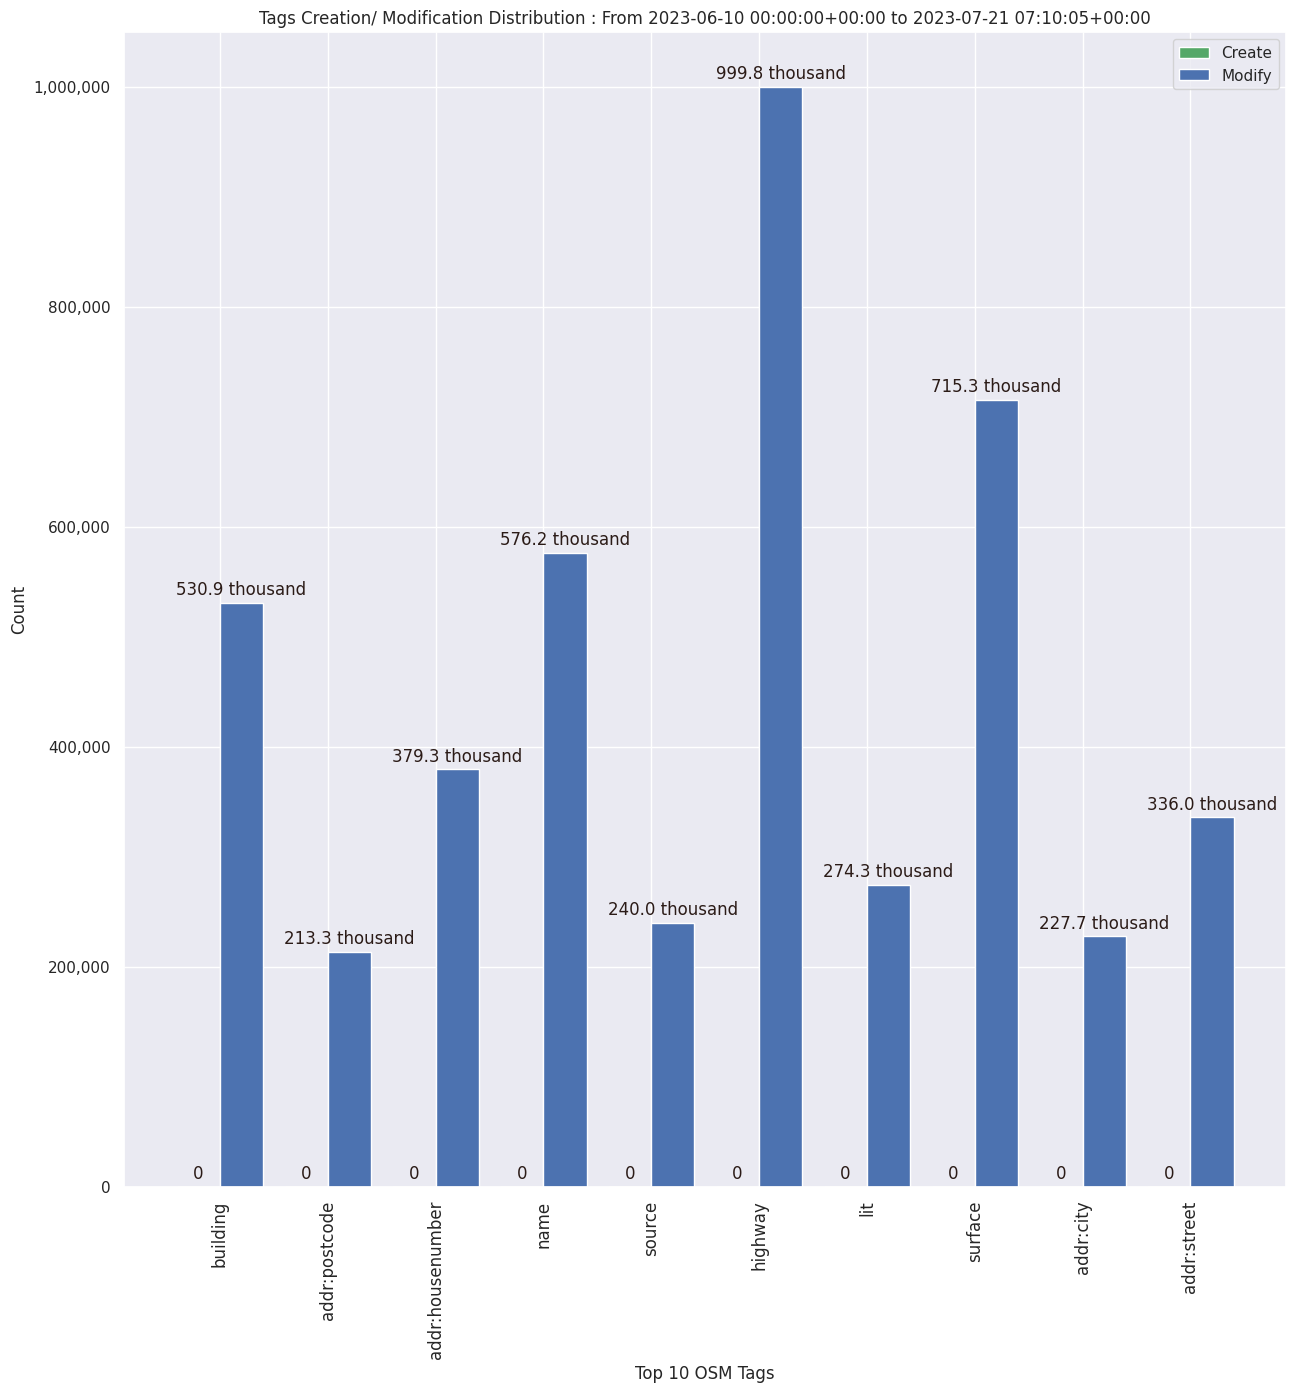 Tags Creation/ Modification Distribution : From 2023-06-10 00:00:00+00:00 to 2023-07-21 07:10:05+00:00
Create
Modify
Count
1,000,000
800,000
600,000
400,000
200,000
0
530.9 thousand
213.3 thousand
379.3 thousand
576.2 thousand
240.0 thousand
999.8 thousand
274.3 thousand
715.3 thousand
227.7 thousand
336.0 thousand
0
0
0
0
0
0
0
0
0
0
building
addr:postcode
addr:housenumber
name
source
highway
lit
surface
addr:city
addr:street
Top 10 OSM Tags